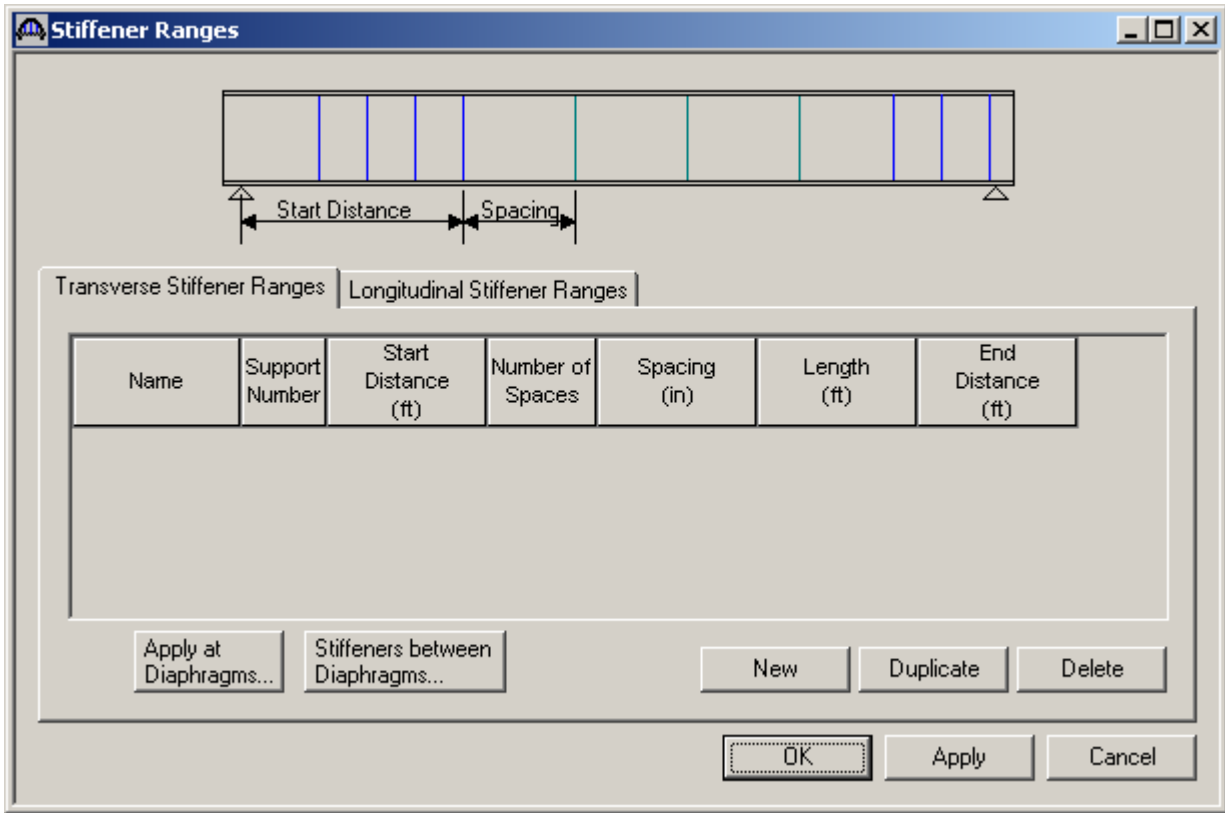 Stiffener Ranges
Start Distance Spacing
Transverse Stiffener Ranges Longitudinal Stiffener Ranges
Name
Support
Number
Start
Distance
(ft)
Number of
Spaces
Spacing
(in)
Length
(ft)
End
Distance
(ft)
Apply at
Diaphragms...
Stiffeners between
Diaphragms...
New Duplicate Delete
OK Apply Cancel